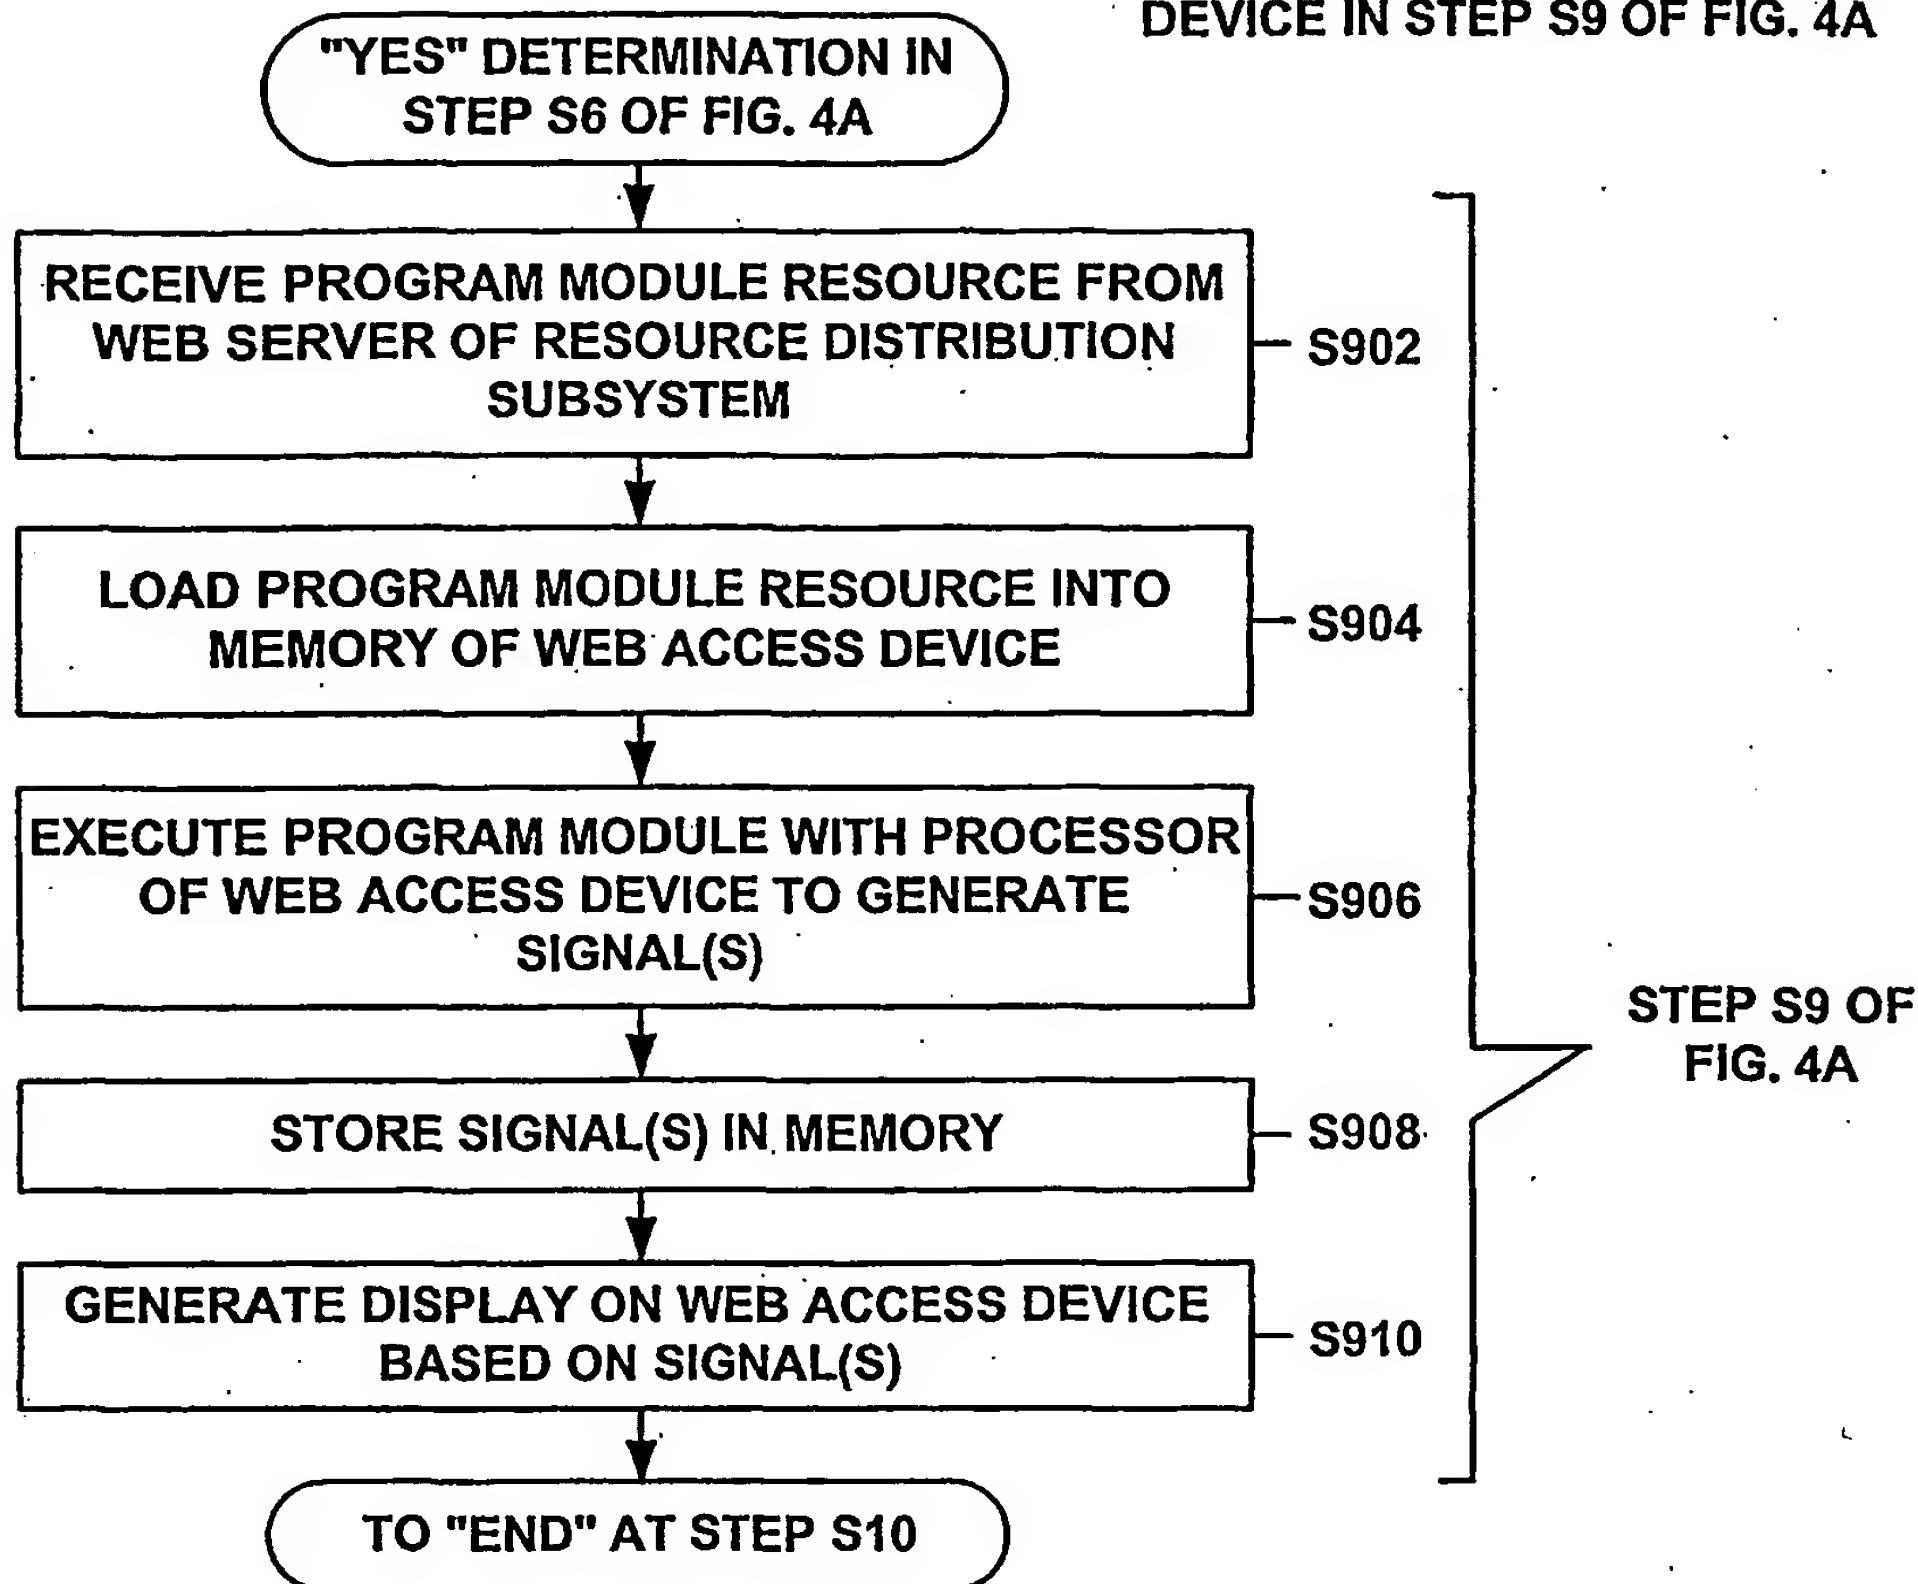 DEVICE IN STEP S9 OF FIG. 4A
"YES" DETERMINATION IN
STEP S6 OF FIG. 4A
RECEIVE PROGRAM MODULE RESOURCE FROM
WEB SERVER OF RESOURCE DISTRIBUTION
SUBSYSTEM
S902
LOAD PROGRAM MODULE RESOURCE INTO
MEMORY OF WEB ACCESS DEVICE
S904
EXECUTE PROGRAM MODULE WITH PROCESSOR
OF WEB ACCESS DEVICE TO GENERATE
SIGNAL(S)
S906
STEP S9 OF
FIG. 4A
STORE SIGNAL(S) IN MEMORY
S908
GENERATE DISPLAY ON WEB ACCESS DEVICE
BASED ON SIGNAL(S)
S910
TO "END" AT STEP S10